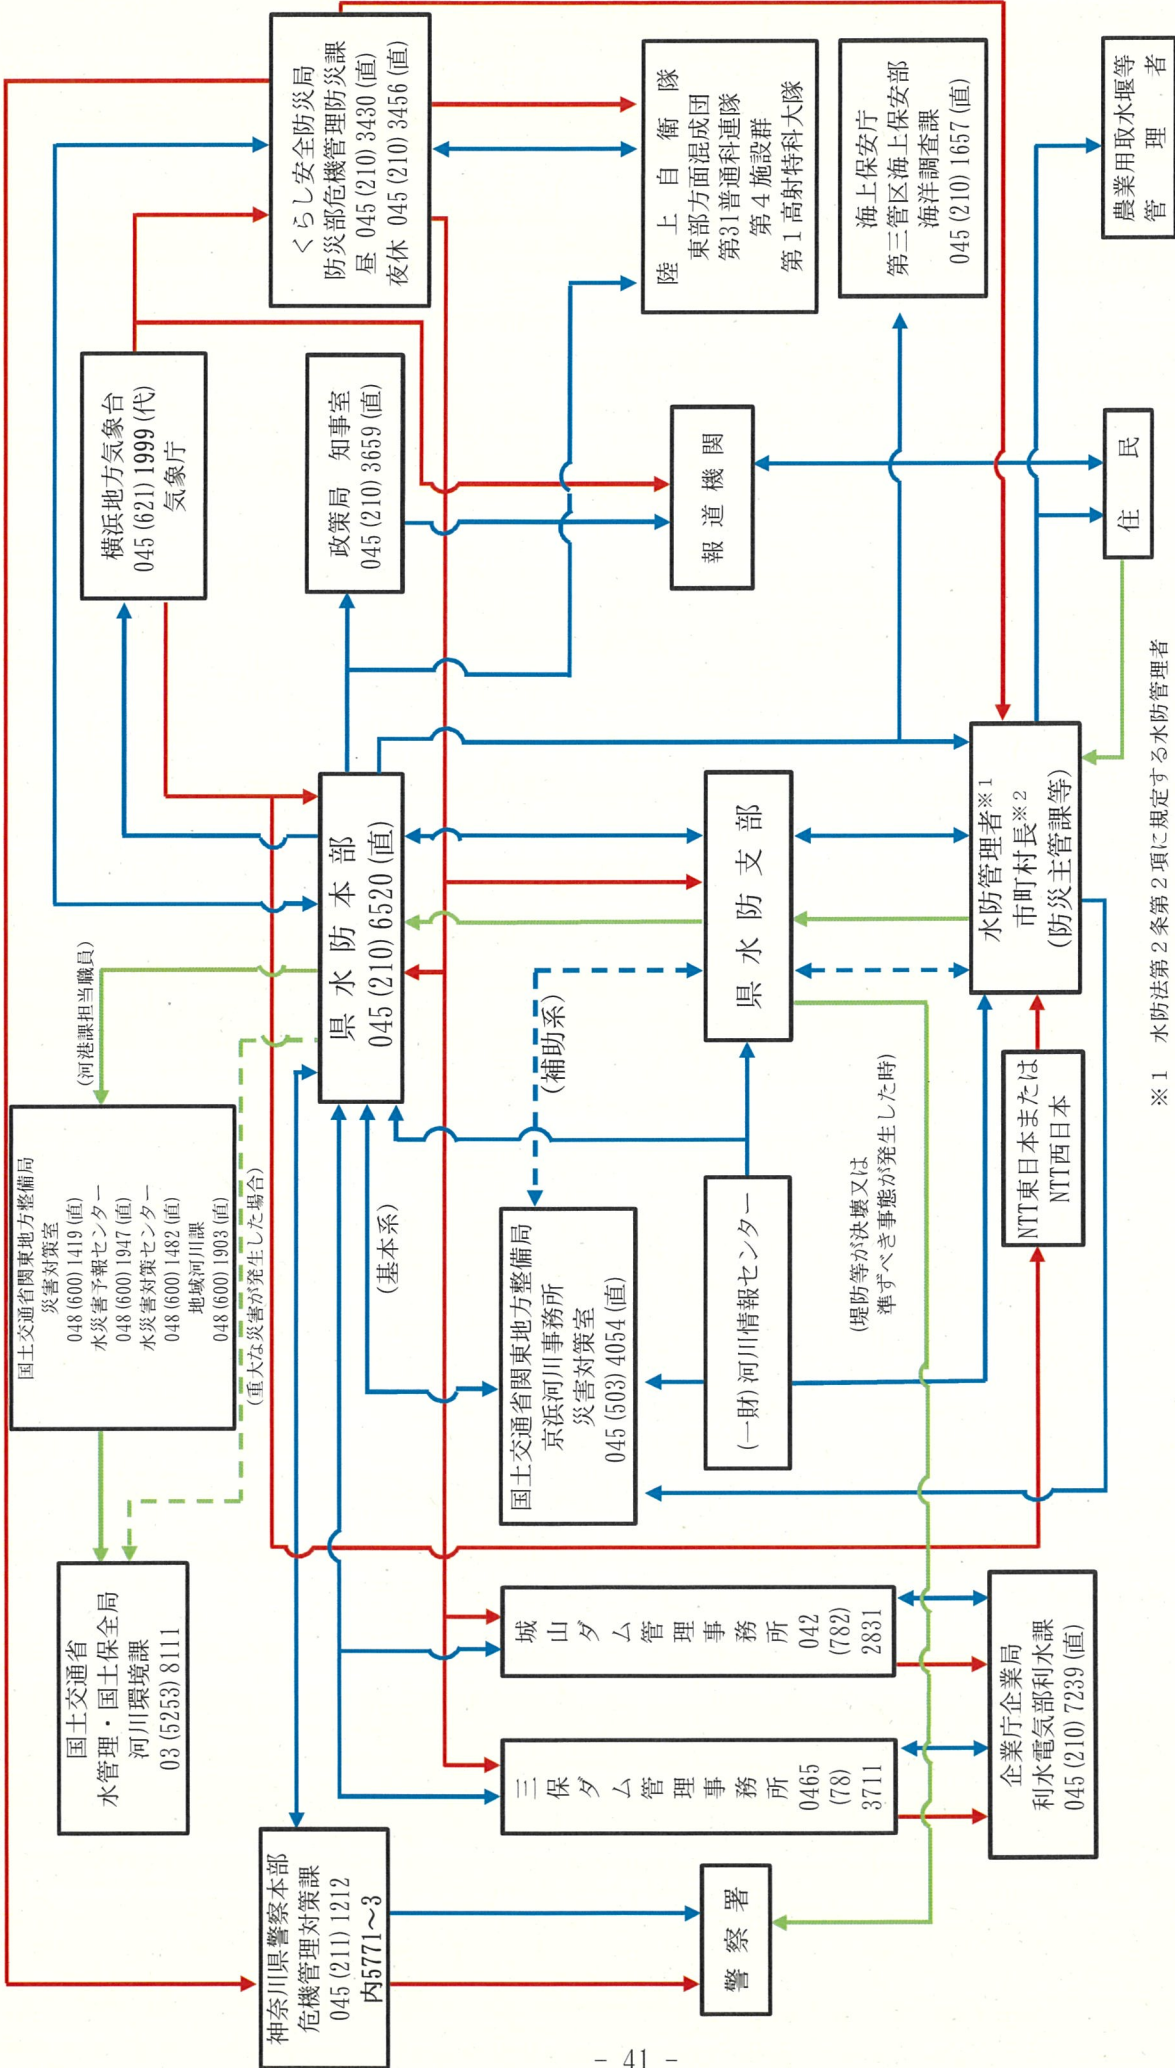 国土交通省
水管理・国土保全局
河川環境課
03 (5253) 8111
国土交通省関東地方整備局
災害対策室
048 (600) 1419 (直)
水災害予報センター
048 (600) 1947 (直)
水災害対策センター
048 (600) 1482 (直)
地域河川課
048 (600) 1903 (直)
(河港課担当職員)
(重大な災害が発生した場合)
横浜地方気象台
045 (621) 1999 (代)
気象庁
くらし安全防災局
防災部危機管理防災課
昼 045 (210) 3430 (直)
夜休 045 (210) 3456 (直)
神奈川県警察本部
危機管理対策課
045 (211) 1212
内5771~3
県水防本部
045 (210) 6520 (直)
政策局 知事室
045 (210) 3659 (直)
(基本系)
(補助系)
三保ダム管理事務所
0465
(78)
3711
城山ダム管理事務所
042
(782)
2831
国土交通省関東地方整備局
京浜河川事務所
災害対策室
045 (503) 4054 (直)
陸上自衛隊
東部方面混成団
第31普通科連隊
第4施設群
第1高射特科大隊
警察署
(一財) 河川情報センター
県水防支部
報道機関
(堤防等が決壊又は
準ずべき事態が発生した時)
海上保安庁
第三管区海上保安部
海洋調査課
045 (210) 1657 (直)
企業庁企業局
利水電気部利水課
045 (210) 7239 (直)
NTT東日本または
NTT西日本
水防管理者※1
市町村長※2
(防災主管課等)
住民
農業用取水堰等
管理者
※1 水防法第2条第2項に規定する水防管理者
- 41 -